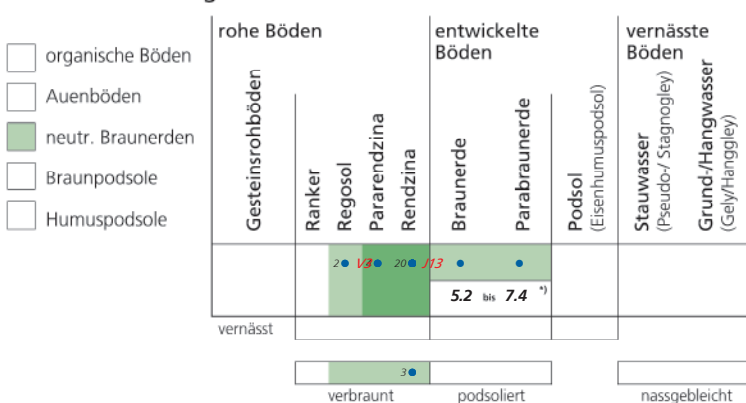 rohe Böden
entwickelte
Böden
vernässte
Böden
organische Böden
Auenböden
neutr. Braunerden
Braunpodsole
Humuspodsole
Gesteinsrohböden
Ranker
Regosol
Pararendzina
Rendzina
Braunerde
Parabraunerde
Podsol
(Eisenhumuspodsol)
Stauwasser
(Pseudo-/ Stagnogley)
Grund-/Hangwasser
(Gely/Hanggley)
2 V3 20 J13
5.2 bis 7.4 *)
vernässt
3
verbraunt podsoliert nassgebleicht